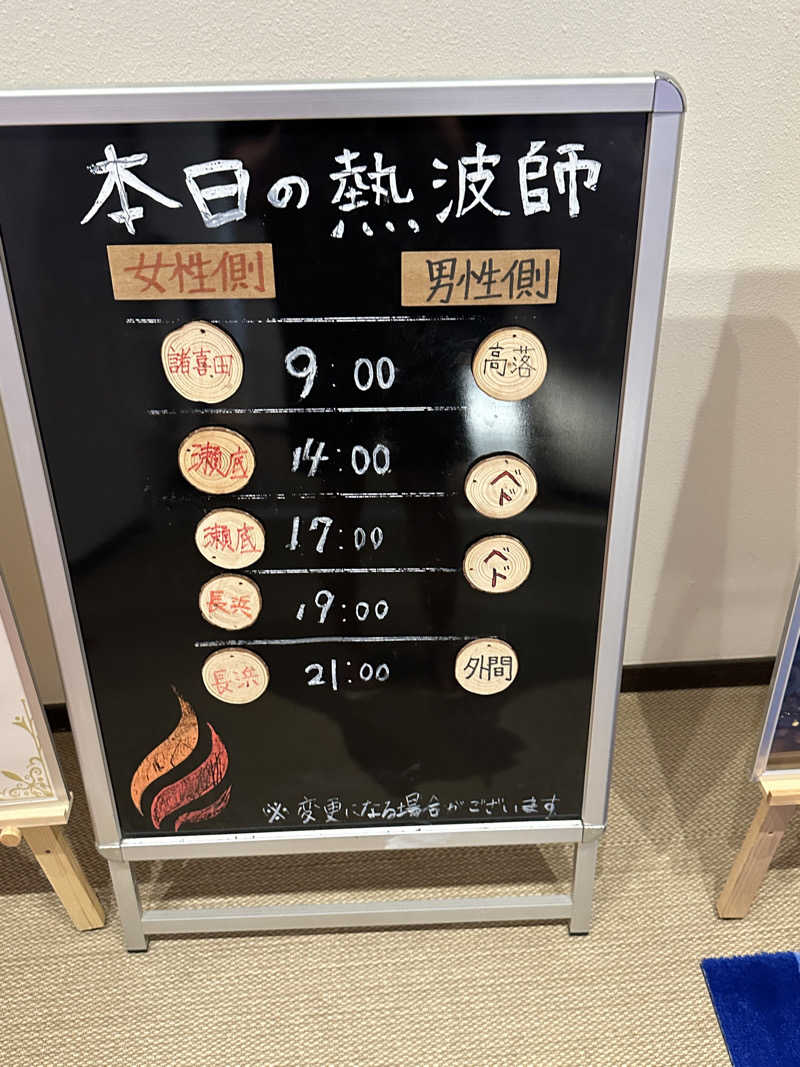 本日の熱波師
女性側 男性側
諸喜田 9:00 高落
瀬底 14:00 ベド
瀬底 17:00 ベド
長浜 19:00
長浜 21:00 外間
※変更になる場合がございます